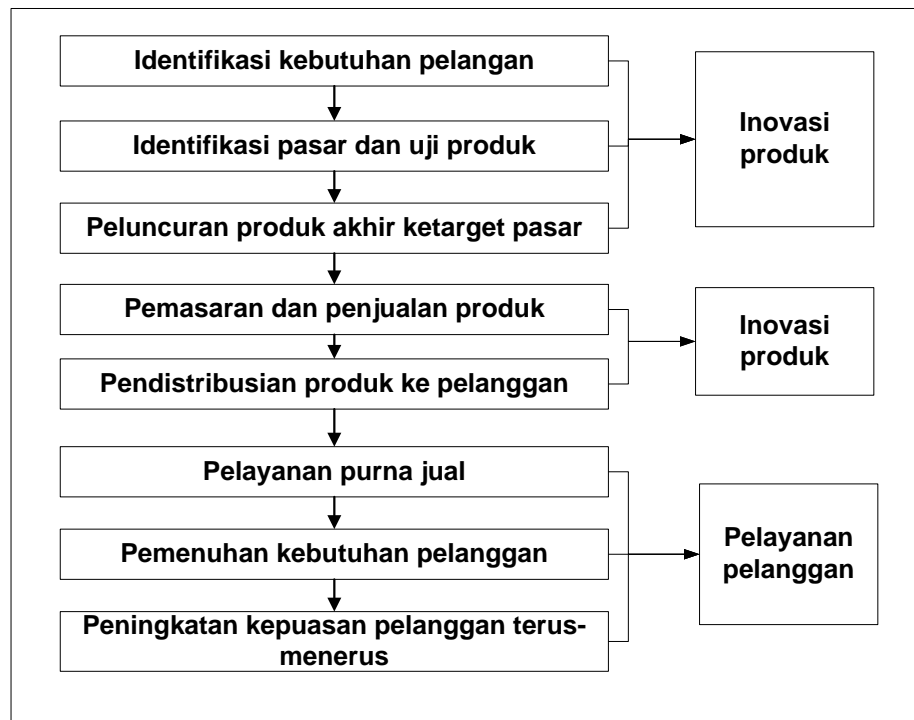 Identifikasi kebutuhan pelangan
Identifikasi pasar dan uji produk
Peluncuran produk akhir ketarget pasar
Inovasi
produk
Pemasaran dan penjualan produk
Pendistribusian produk ke pelanggan
Inovasi
produk
Pelayanan purna jual
Pemenuhan kebutuhan pelanggan
Peningkatan kepuasan pelanggan terus-
menerus
Pelayanan
pelanggan